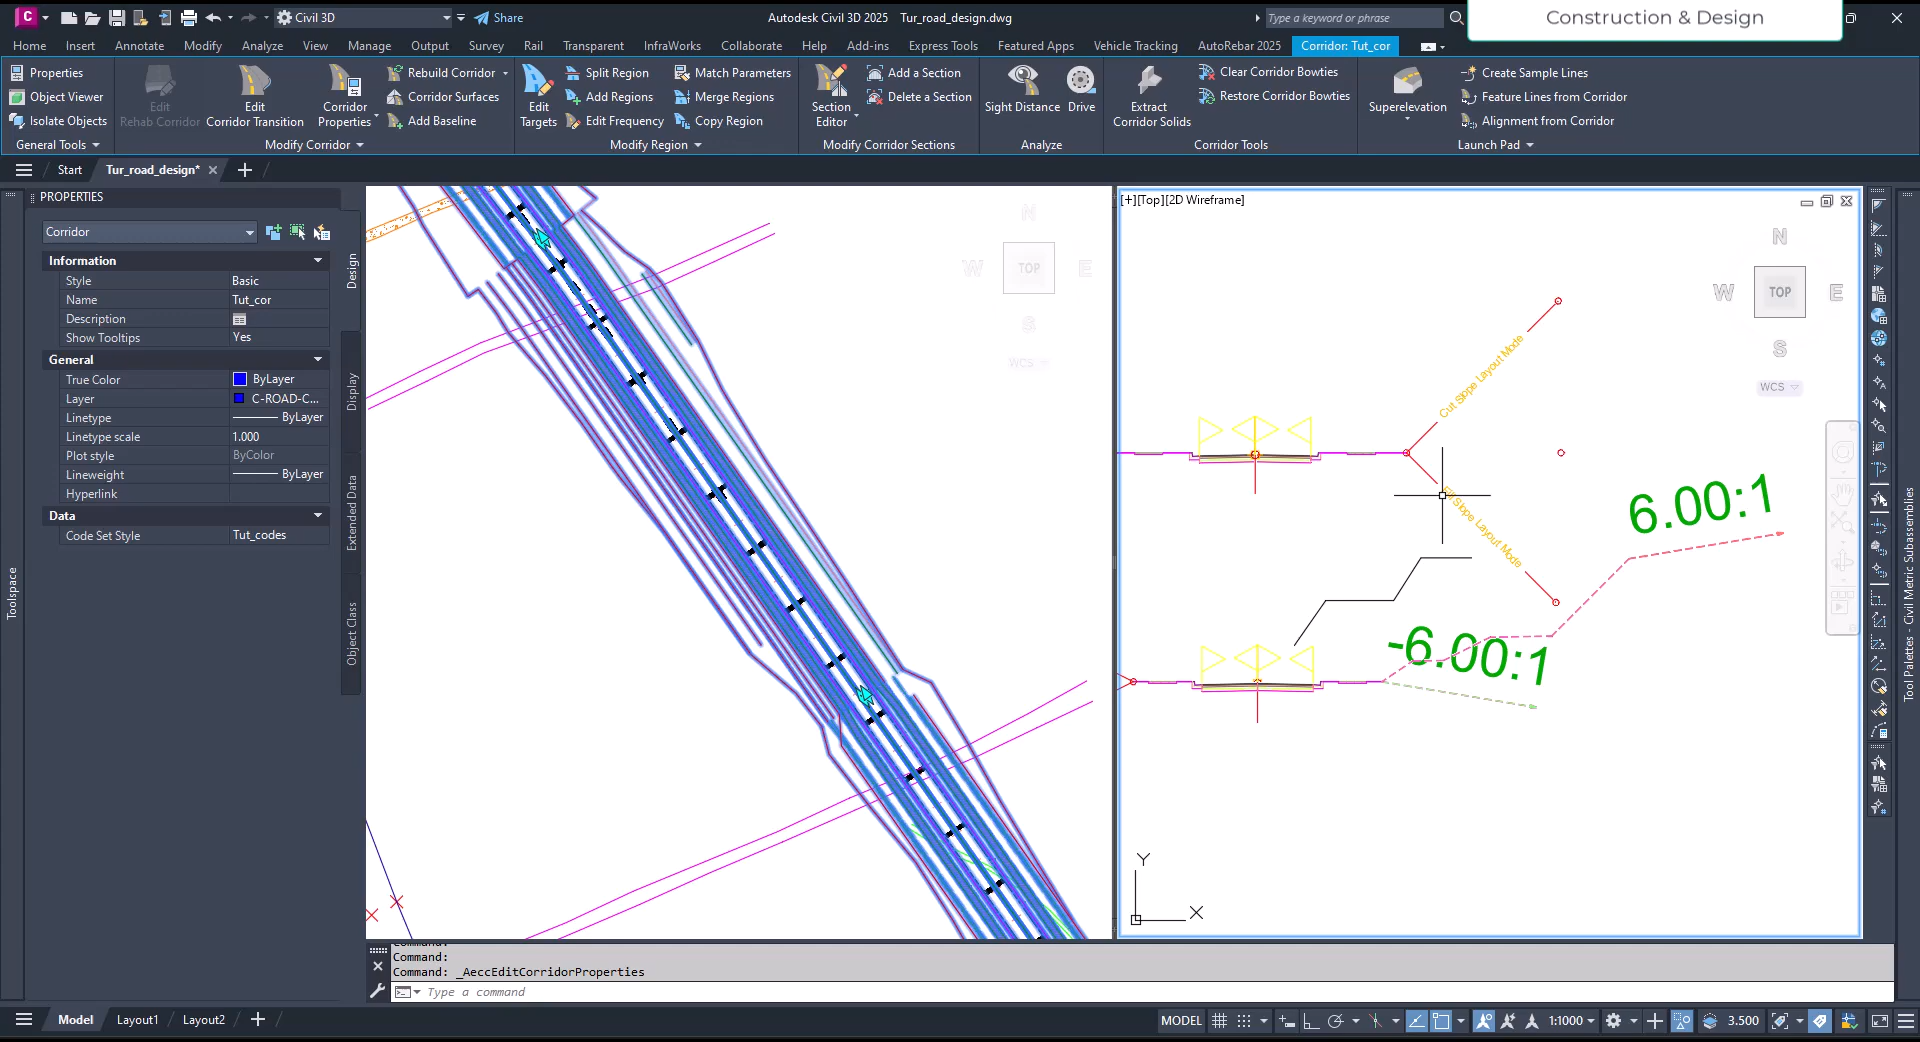 Civil 3D
Share
Autodesk Civil 3D 2025 Tur_road_design.dwg
Type a keyword or phrase
Construction & Design
Home Insert Annotate Modify Analyze View Manage Output Survey Rail Transparent InfraWorks Collaborate Help Add-ins Express Tools Featured Apps Vehicle Tracking AutoRebar 2025 Corridor: Tut_cor
Properties
Object Viewer
Isolate Objects
General Tools
Edit
Rehab Corridor
Edit
Corridor Transition
Corridor
Properties
Rebuild Corridor
Corridor Surfaces
Add Baseline
Modify Corridor
Edit
Targets
Split Region
Add Regions
Edit Frequency
Match Parameters
Merge Regions
Copy Region
Modify Region
Section
Editor
Add a Section
Delete a Section
Modify Corridor Sections
Sight Distance
Drive
Analyze
Extract
Corridor Solids
Clear Corridor Bowties
Restore Corridor Bowties
Corridor Tools
Superelevation
Create Sample Lines
Feature Lines from Corridor
Alignment from Corridor
Launch Pad
Start
Tur_road_design*
PROPERTIES
Corridor
Information
Style Basic
Name Tut_cor
Description
Show Tooltips Yes
General
True Color ByLayer
Layer C-ROAD-C...
Linetype ByLayer
Linetype scale 1.000
Plot style ByColor
Lineweight ByLayer
Hyperlink
Data
Code Set Style Tut_codes
Design
Display
Extended Data
Object Class
Toolspace
N
W
TOP
E
S
WCS
[+][Top][2D Wireframe]
N
W
TOP
E
S
WCS
Cut Slope Layout Mode
Fill Slope Layout Mode
6.00:1
-6.00:1
Y
X
Tool Palettes - Civil Metric Subassemblies
Command:
Command:
Command: _AeccEditCorridorProperties
Type a command
Model Layout1 Layout2
MODEL
1:1000
3.500